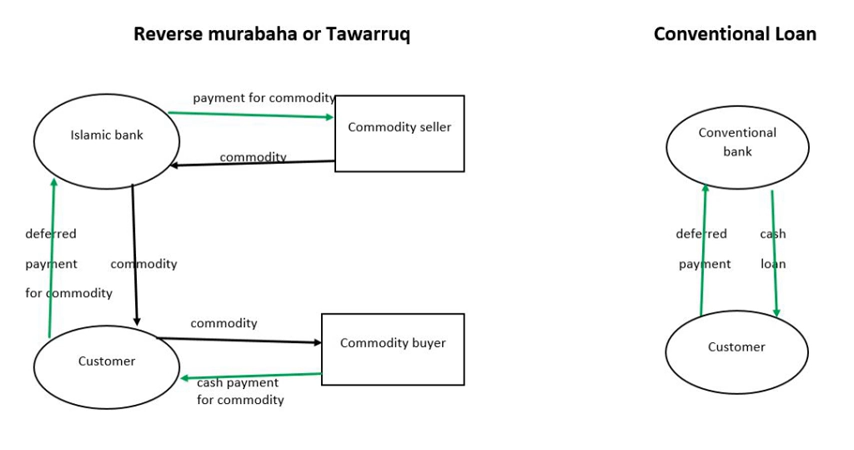 Reverse murabaha or Tawarruq
Conventional Loan
payment for commodity
Islamic bank
Commodity seller
commodity
Conventional
bank
deferred
payment
for commodity
commodity
deferred
payment
cash
loan
commodity
Customer
Commodity buyer
cash payment
for commodity
Customer